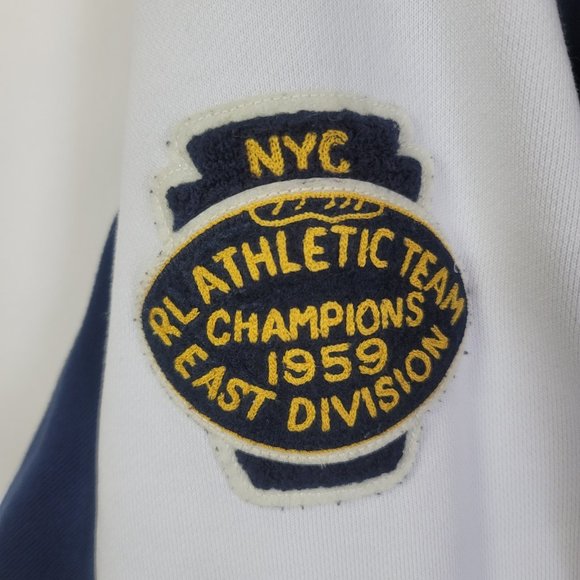 NYC
RL ATHLETIC TEAM
CHAMPIONS
1959
EAST DIVISION